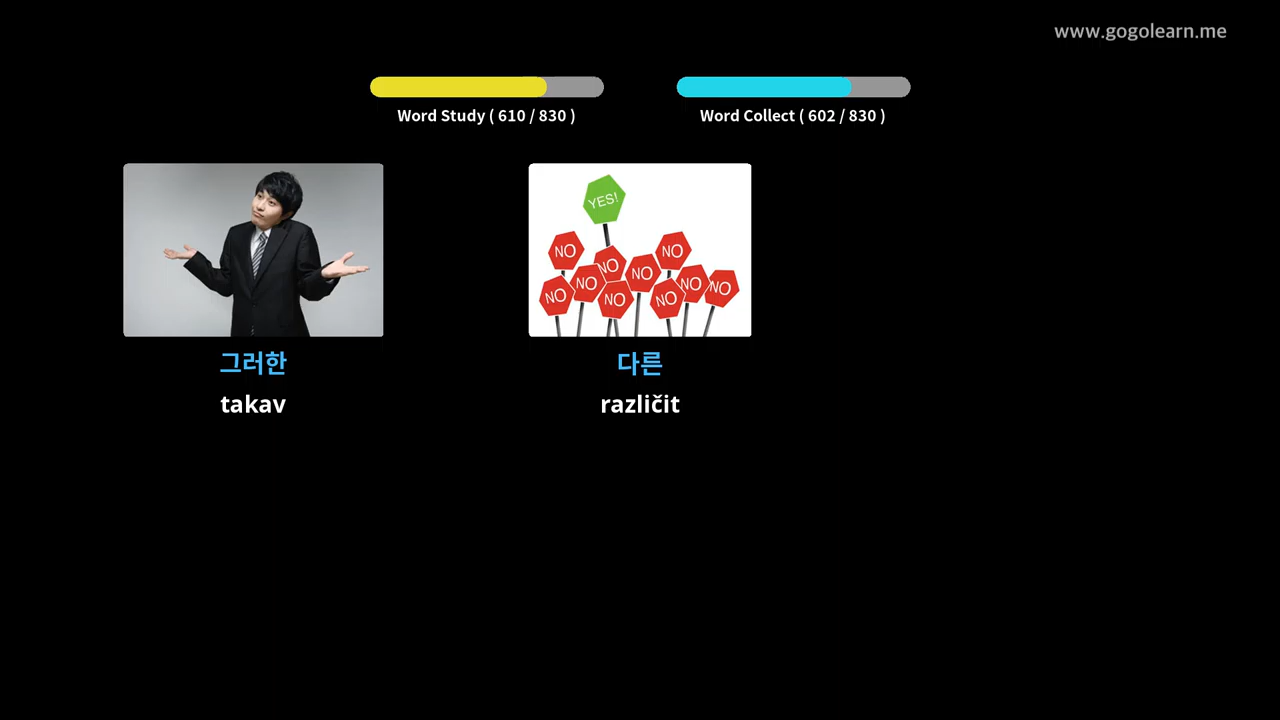 www.gogolearn.me
Word Study ( 610 / 830 )
Word Collect ( 602 / 830 )
YES!
NO
NO
NO
NO
NO
NO
NO
NO
NO
NO
그러한
다른
takav
različit